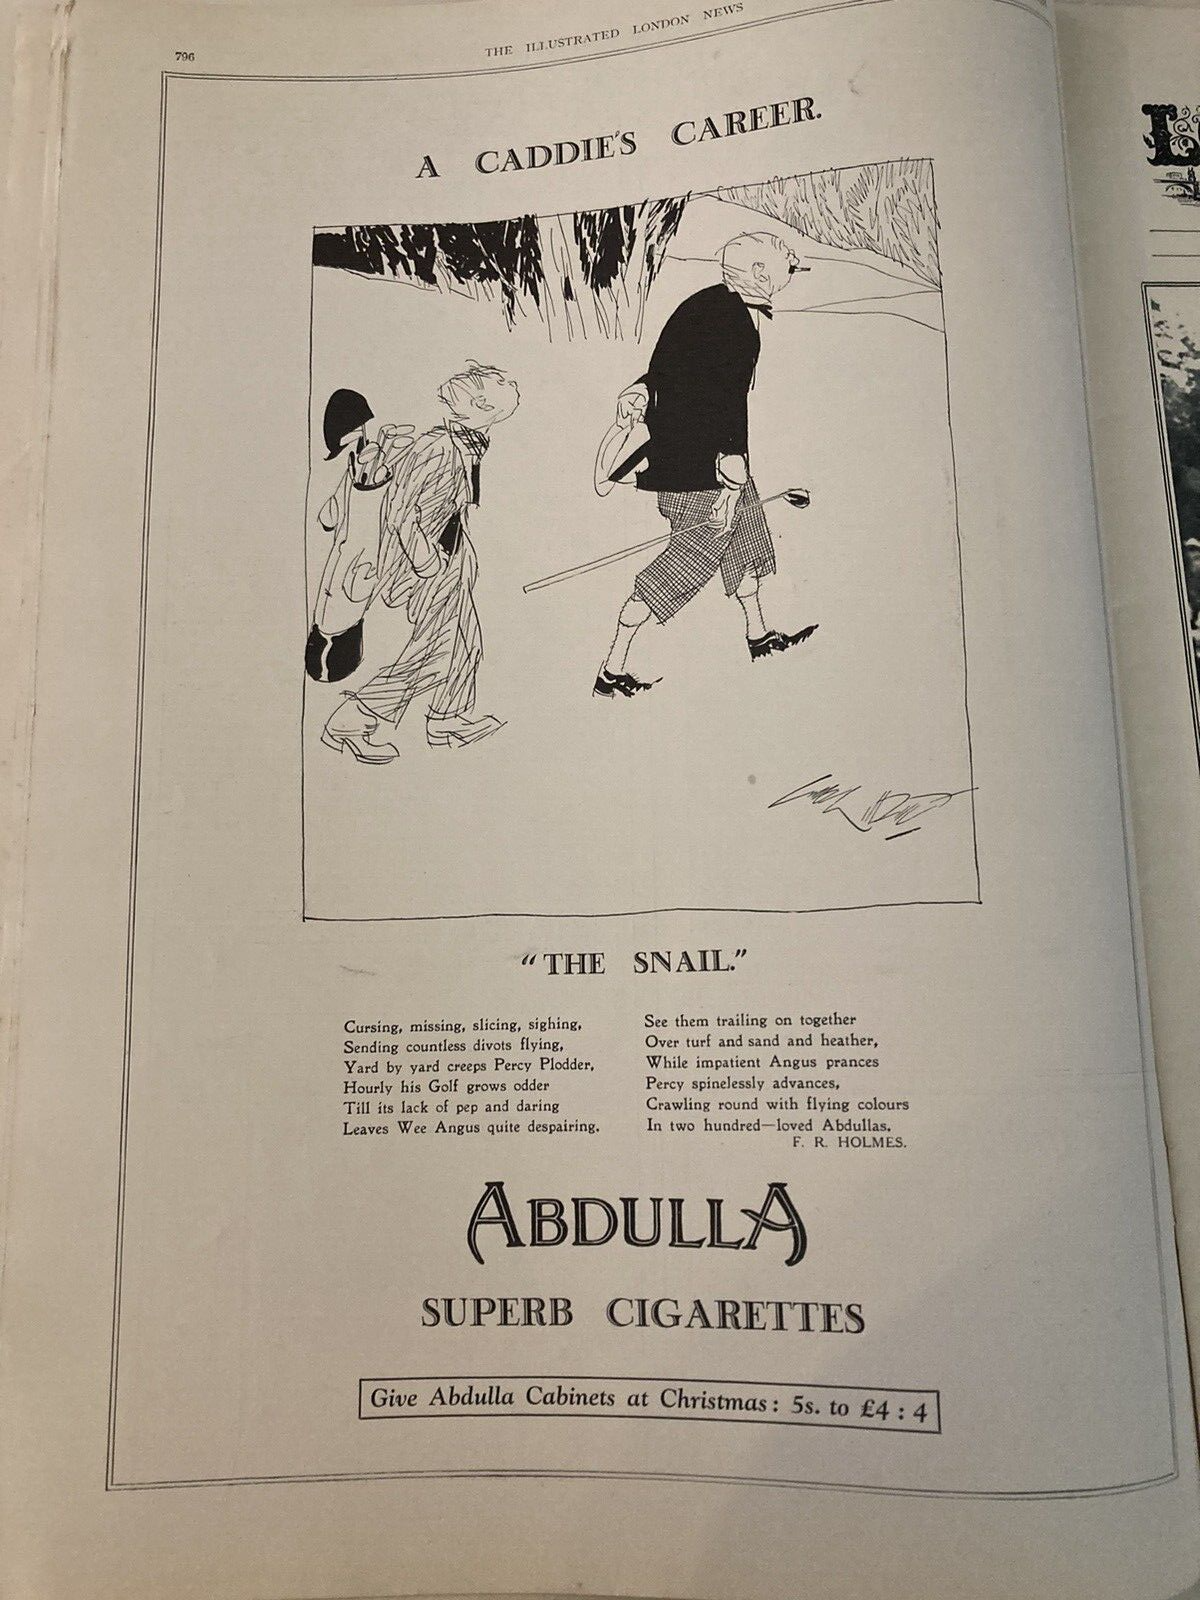 796
THE ILLUSTRATED LONDON NEWS
A CADDIE'S CAREER.
"THE SNAIL."
Cursing, missing, slicing, sighing,
Sending countless divots flying,
Yard by yard creeps Percy Plodder,
Hourly his Golf grows odder
Till its lack of pep and daring
Leaves Wee Angus quite despairing.
See them trailing on together
Over turf and sand and heather,
While impatient Angus prances
Percy spinelessly advances,
Crawling round with flying colours
In two hundred—loved Abdullas.
F. R. HOLMES.
ABDULLA
SUPERB CIGARETTES
Give Abdulla Cabinets at Christmas: 5s. to £4 : 4